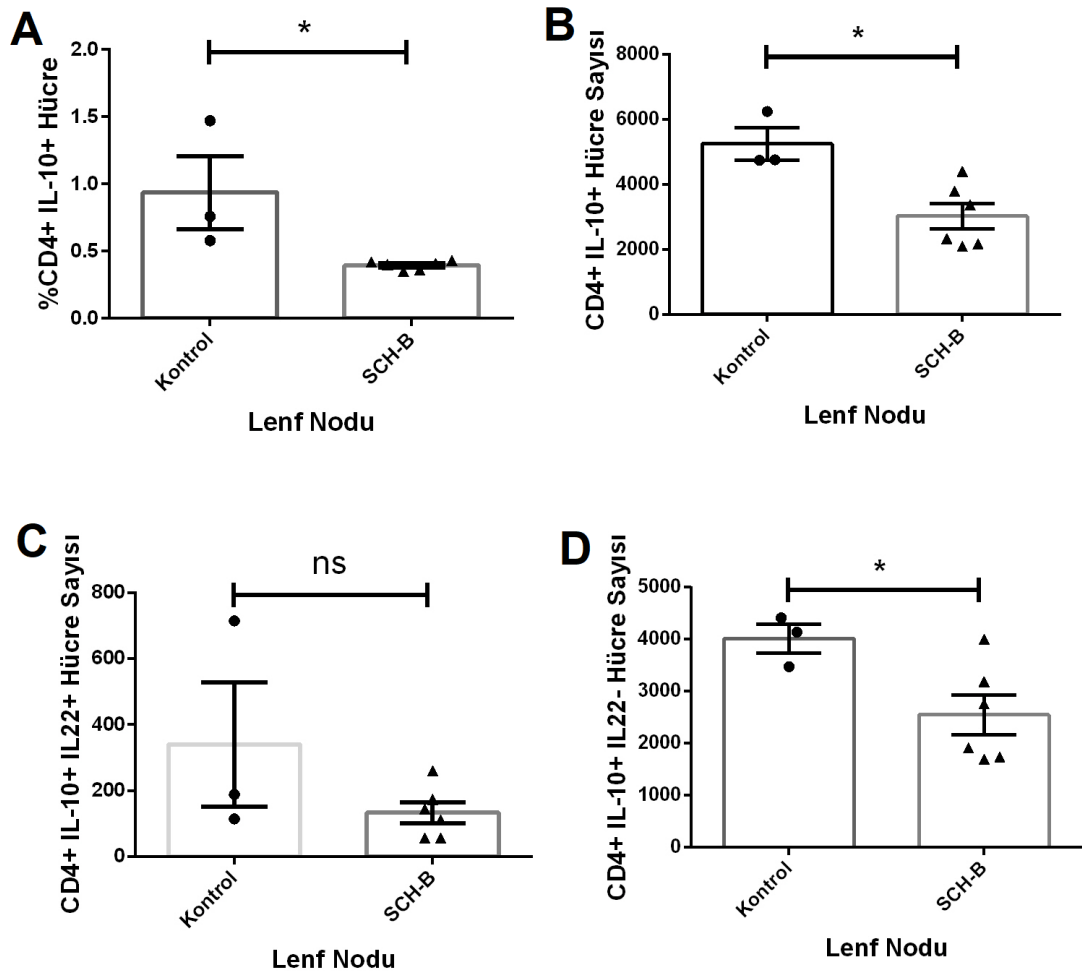 A
*
%CD4+ IL-10+ Hücre
2.0
1.5
1.0
0.5
0.0
Kontrol
SCH-B
Lenf Nodu
B
*
CD4+ IL-10+ Hücre Sayısı
8000
6000
4000
2000
0
Kontrol
SCH-B
Lenf Nodu
C
ns
CD4+ IL-10+ IL22+ Hücre Sayısı
800
600
400
200
0
Kontrol
SCH-B
Lenf Nodu
D
*
CD4+ IL-10+ IL22- Hücre Sayısı
5000
4000
3000
2000
1000
0
Kontrol
SCH-B
Lenf Nodu